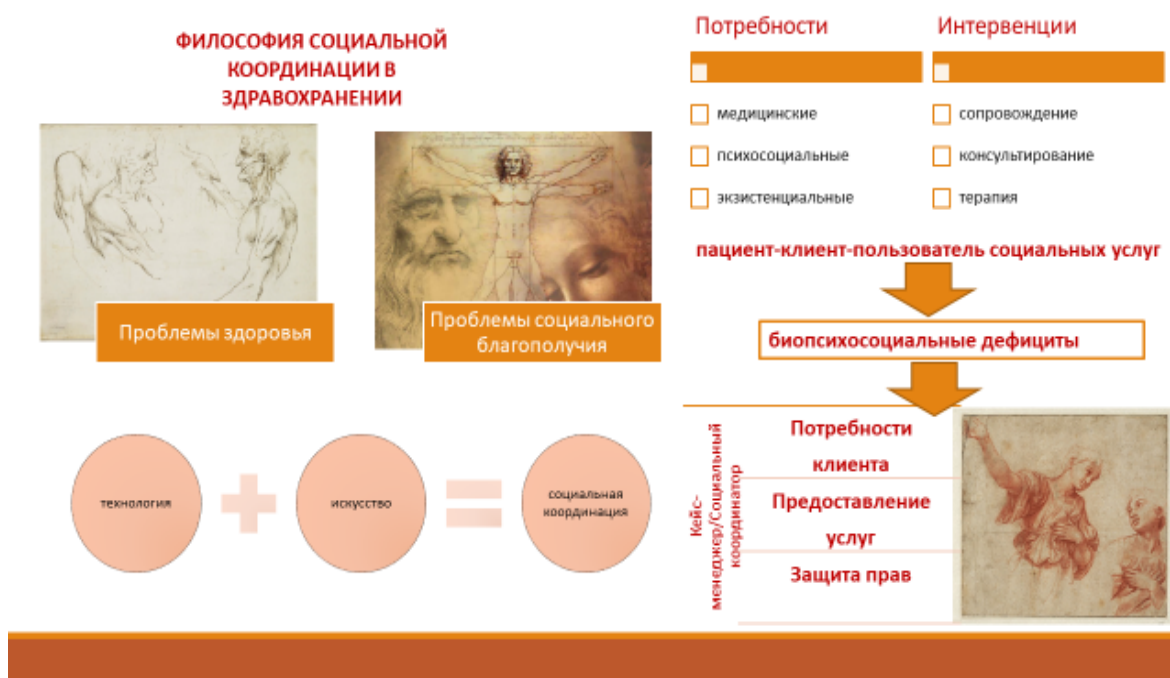 ФИЛОСОФИЯ СОЦИАЛЬНОЙ
КООРДИНАЦИИ В
ЗДРАВОХРАНЕНИИ
Проблемы здоровья
Проблемы социального
благополучия
технология
искусство
социальная
координация
Потребности
медицинские
психосоциальные
экзистенциальные
Интервенции
сопровождение
консультирование
терапия
пациент-клиент-пользователь социальных услуг
биопсихосоциальные дефициты
Кейс-
менеджер/Социальный
координатор
Потребности
клиента
Предоставление
услуг
Защита прав